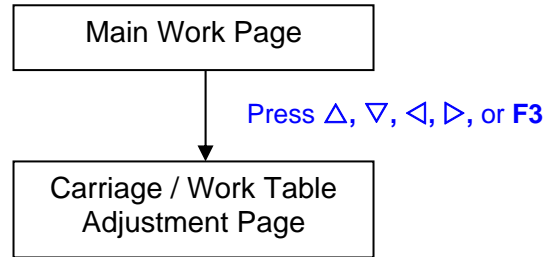 Main Work Page
Press △, ▽, ◁, ▷, or F3
Carriage / Work Table
Adjustment Page